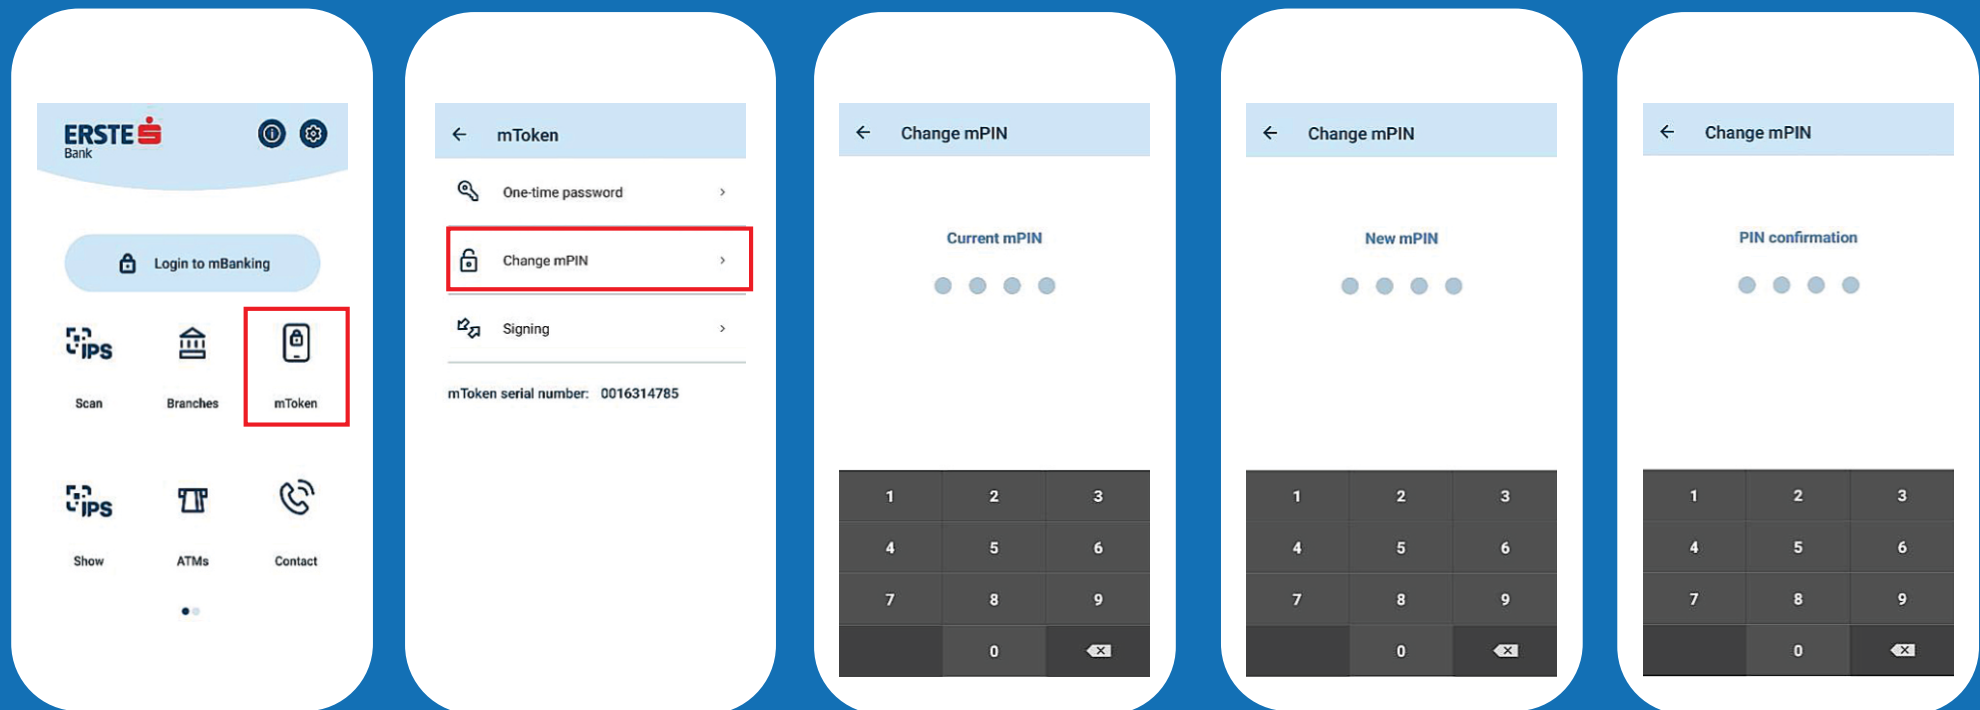 ERSTE
Bank
Login to mBanking
iPS
Scan
Branches
mToken
iPS
Show
ATMs
Contact
mToken
One-time password
Change mPIN
Signing
mToken serial number: 0016314785
Change mPIN
Current mPIN
1 2 3
4 5 6
7 8 9
0
Change mPIN
New mPIN
1 2 3
4 5 6
7 8 9
0
Change mPIN
PIN confirmation
1 2 3
4 5 6
7 8 9
0